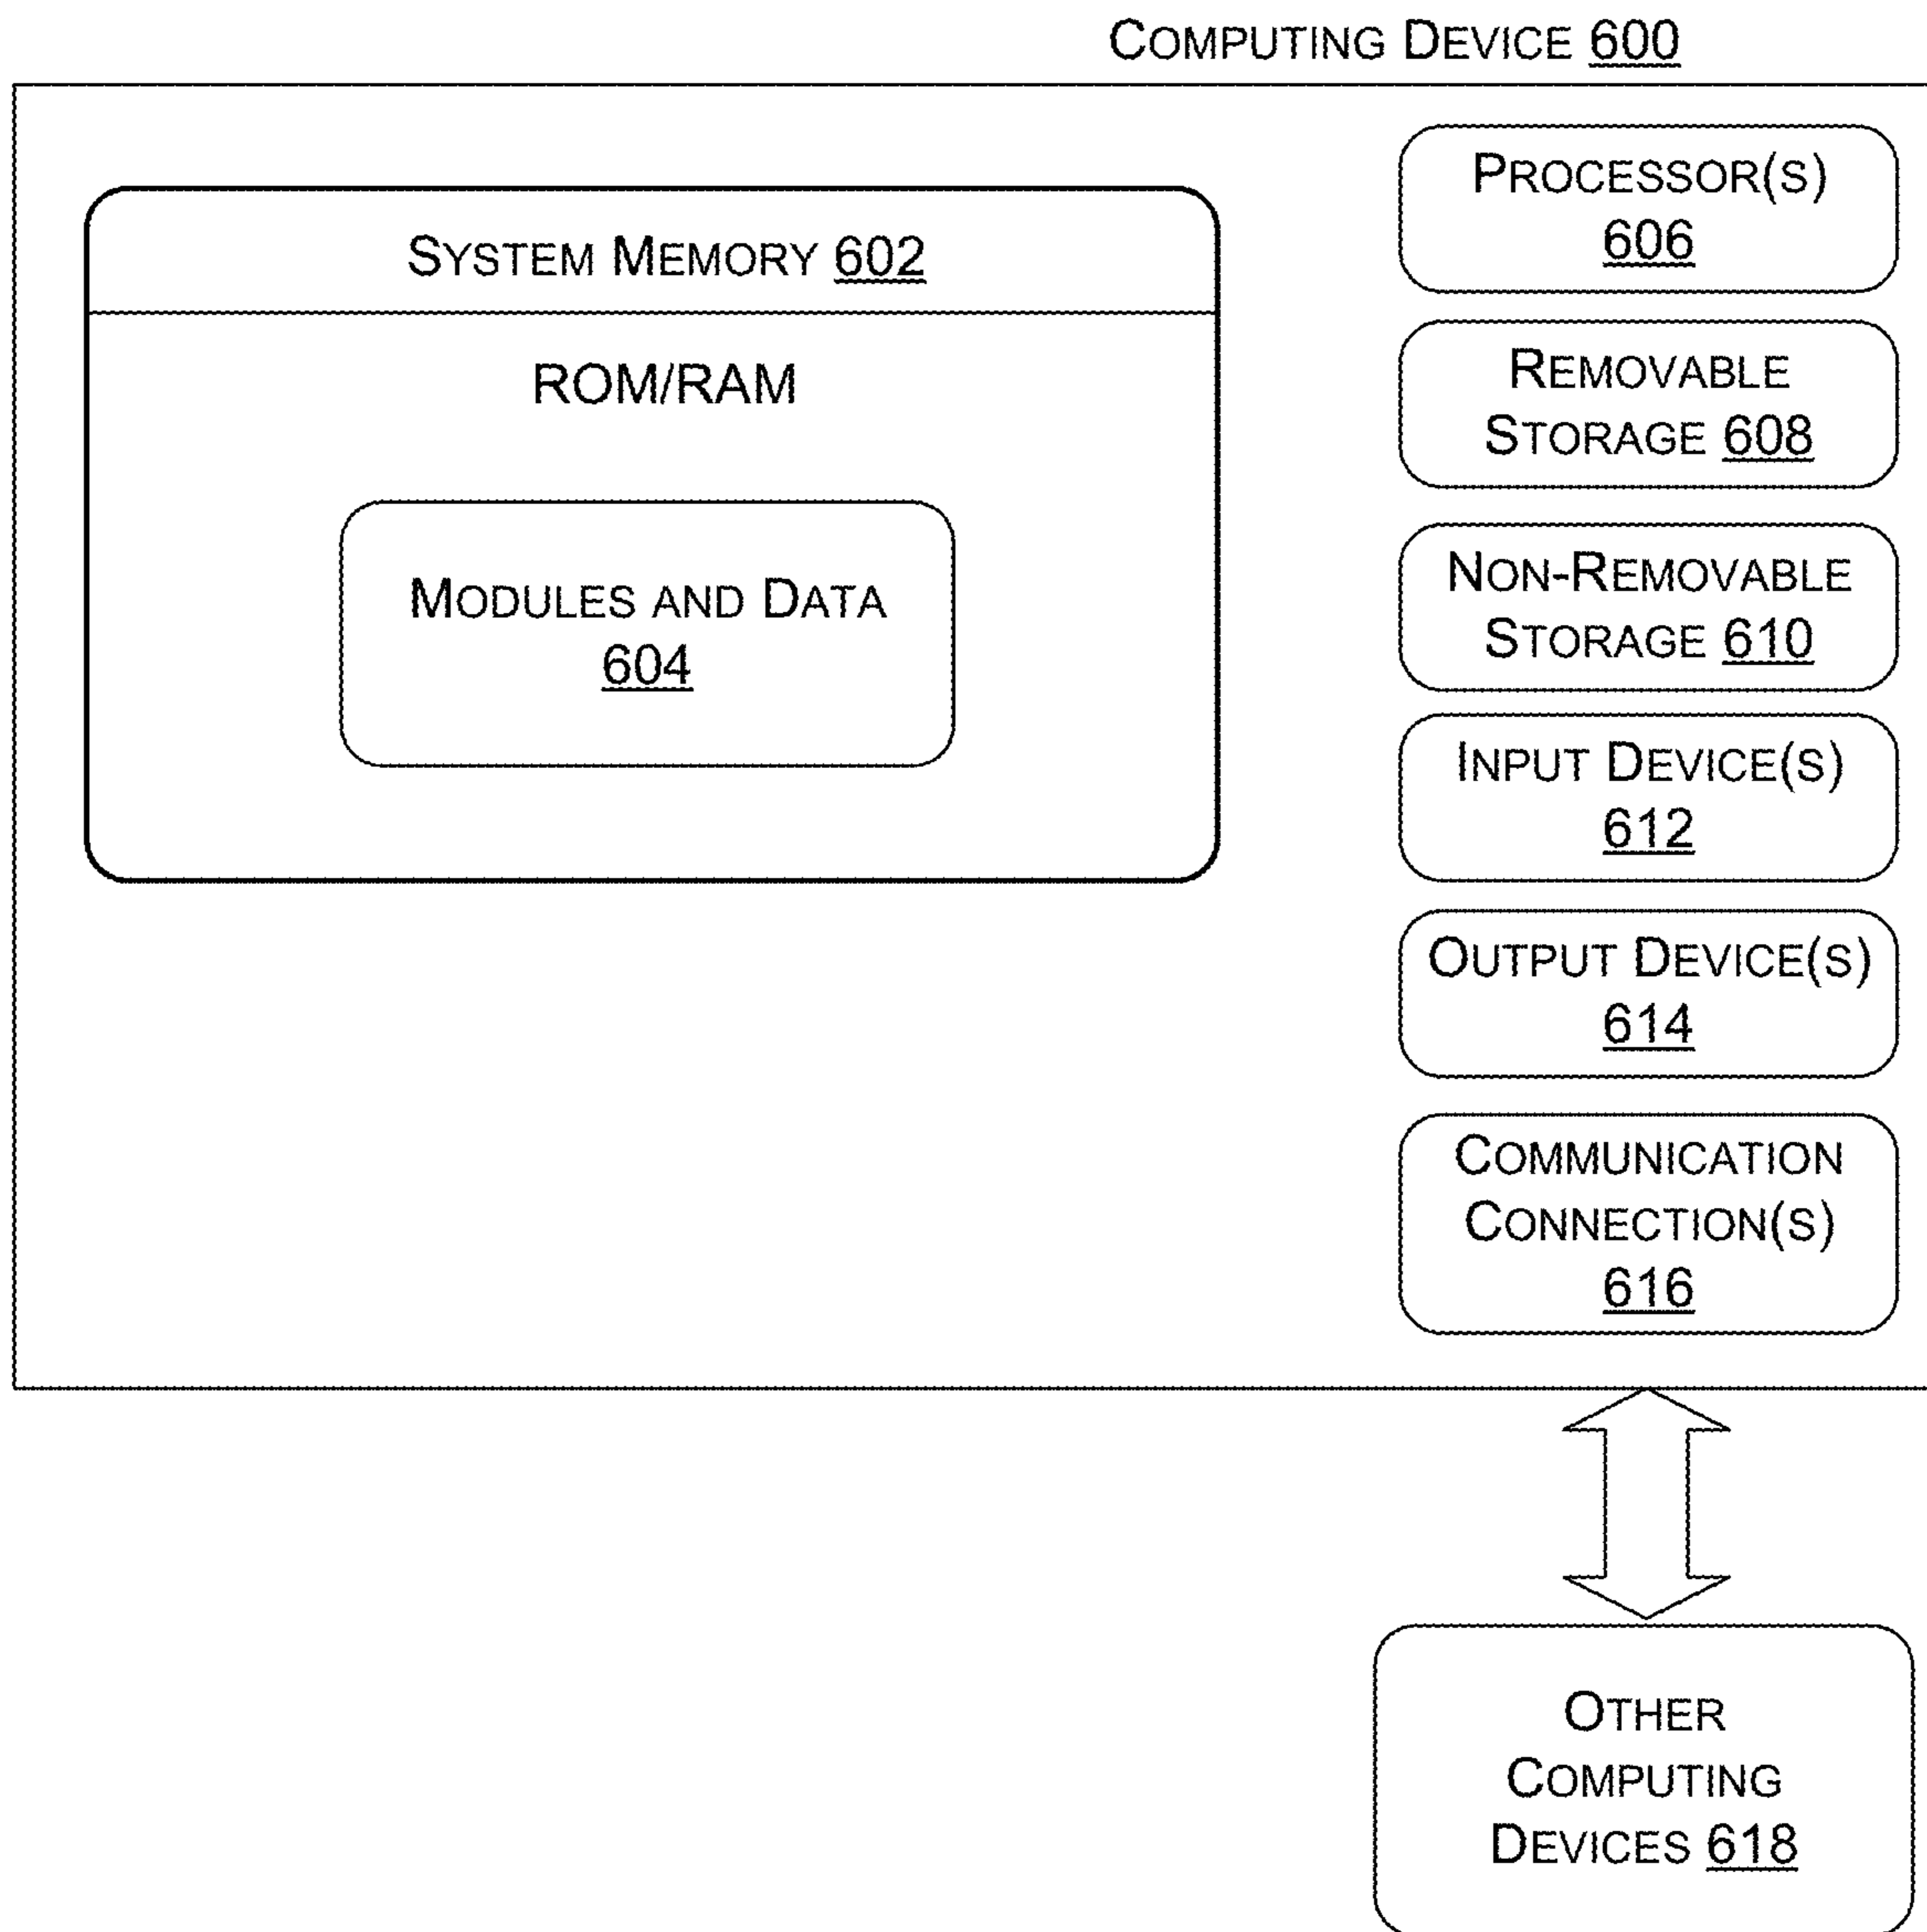 COMPUTING DEVICE 600
SYSTEM MEMORY 602
ROM/RAM
MODULES AND DATA
604
PROCESSOR(S)
606
REMOVABLE
STORAGE 608
NON-REMOVABLE
STORAGE 610
INPUT DEVICE(S)
612
OUTPUT DEVICE(S)
614
COMMUNICATION
CONNECTION(S)
616
OTHER
COMPUTING
DEVICES 618